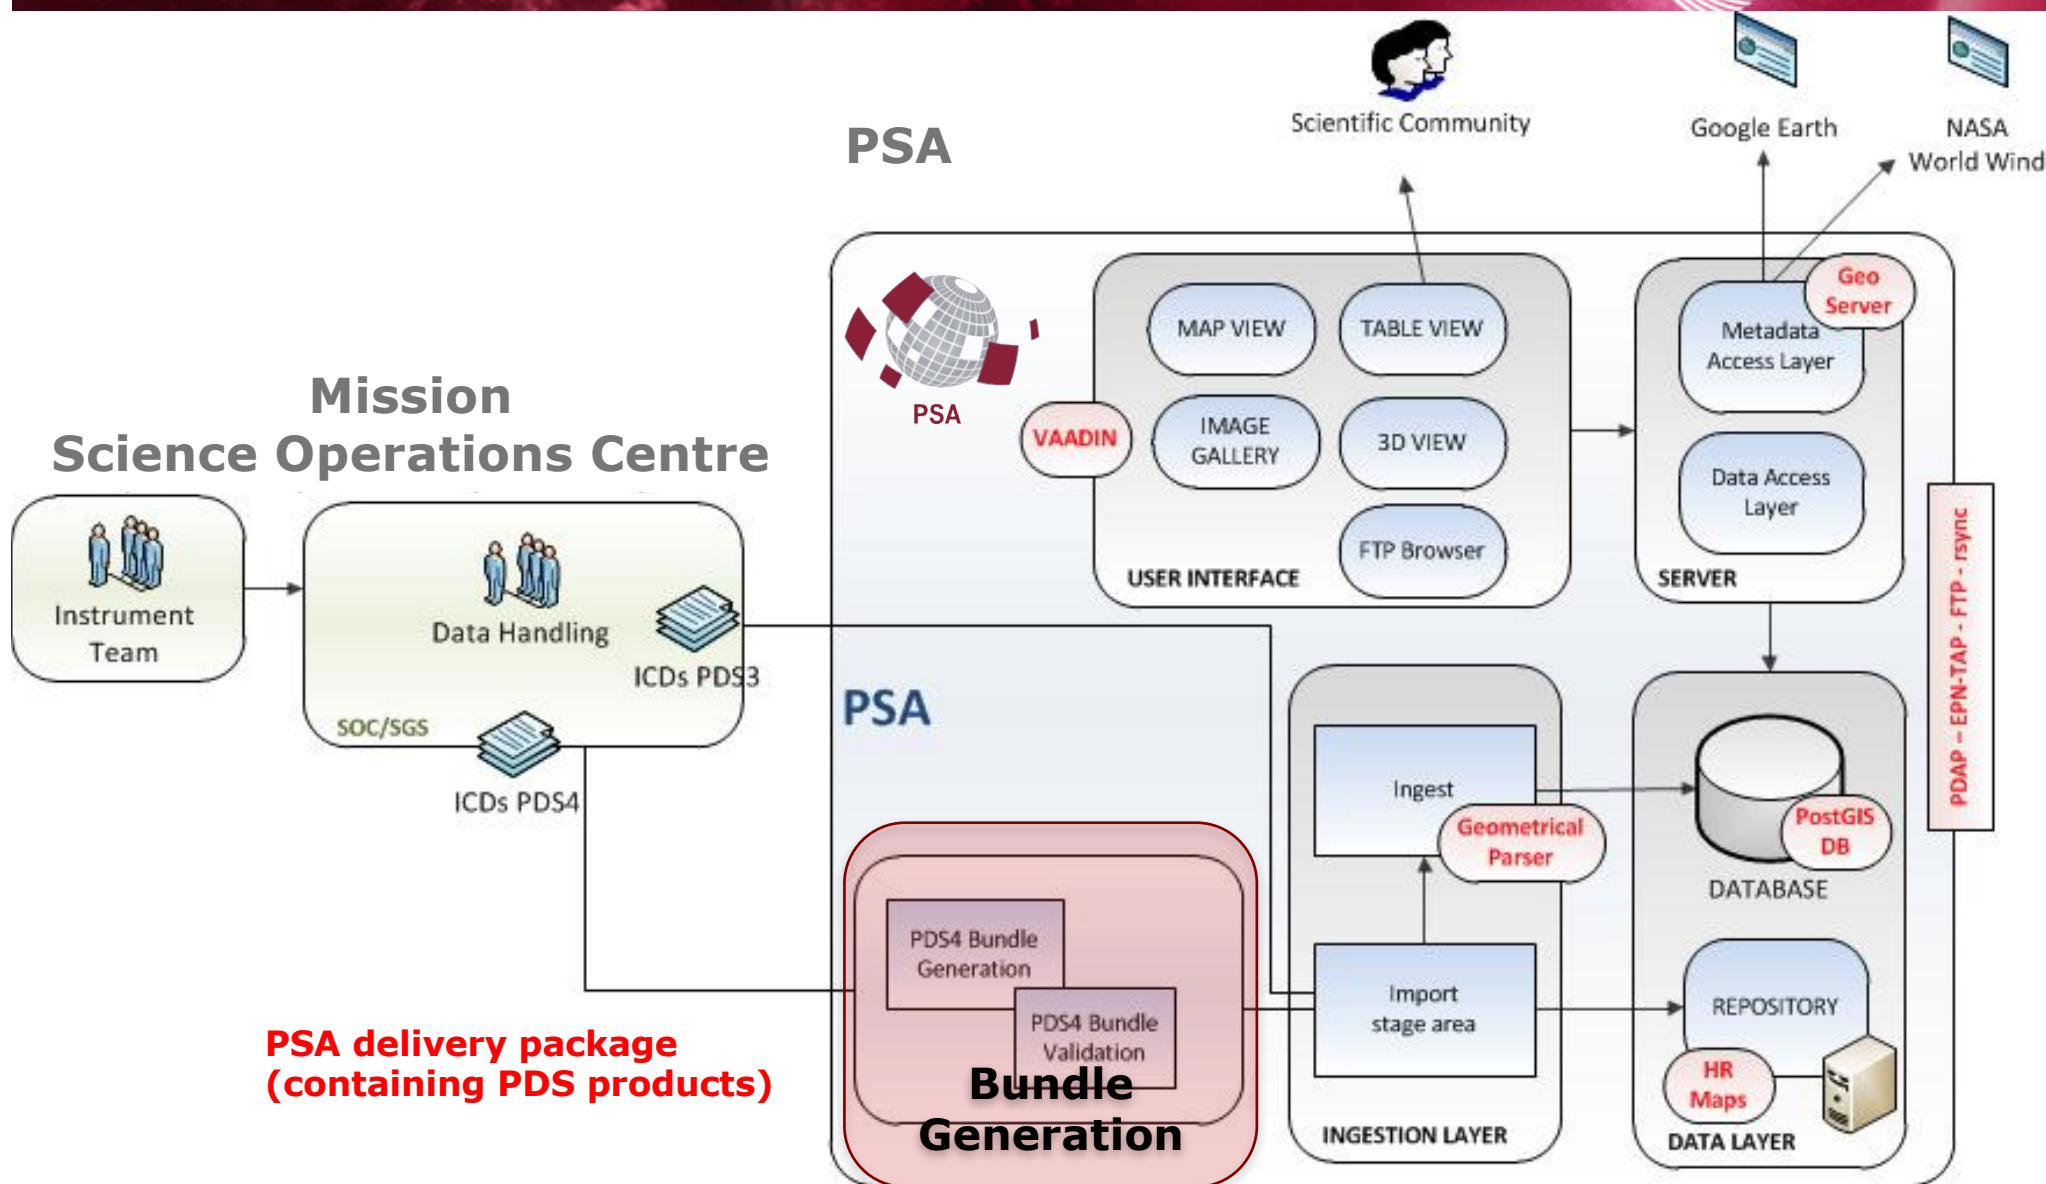 Scientific Community
Google Earth
NASA
World Wind
PSA
Mission
Science Operations Centre
Instrument
Team
Data Handling
ICDs PDS3
SOC/SGS
ICDs PDS4
PSA delivery package
(containing PDS products)
PSA
VAADIN
MAP VIEW
TABLE VIEW
IMAGE
GALLERY
3D VIEW
FTP Browser
USER INTERFACE
Geo
Server
Metadata
Access Layer
Data Access
Layer
SERVER
PDAP – EPN-TAP - FTP - rsync
PSA
PDS4 Bundle
Generation
PDS4 Bundle
Validation
Bundle
Generation
Ingest
Geometrical
Parser
Import
stage area
INGESTION LAYER
PostGIS
DB
DATABASE
REPOSITORY
HR
Maps
DATA LAYER